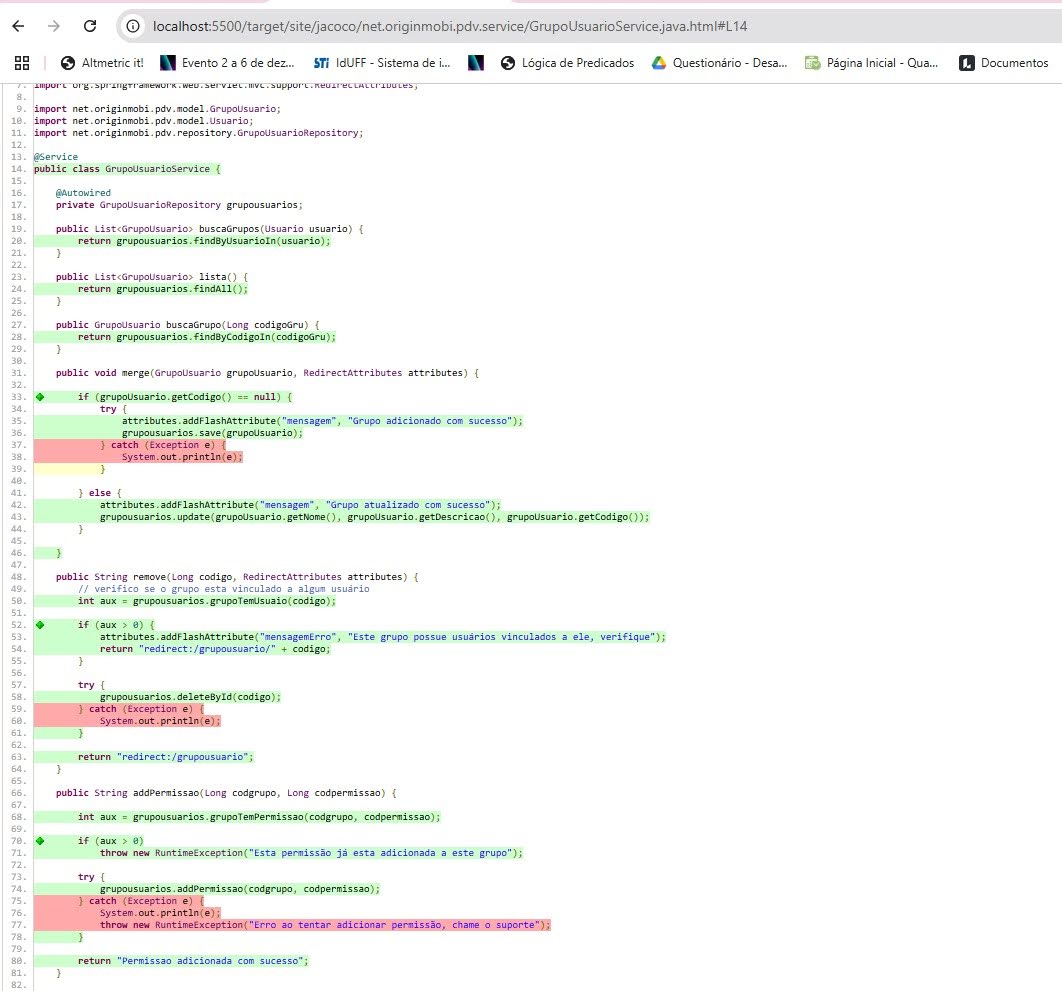 localhost:5500/target/site/jacoco/net.originmobi.pdv.service/GrupoUsuarioService.java.html#L14
Altmetric it! Evento 2 a 6 de dez... STi IdUFF - Sistema de i... Lógica de Predicados Questionário - Desa... Página Inicial - Qua... Documentos
7. import org.springframework.web.servlet.mvc.support.RedirectAttributes;
8.
9. import net.originmobi.pdv.model.GrupoUsuario;
10. import net.originmobi.pdv.model.Usuario;
11. import net.originmobi.pdv.repository.GrupoUsuarioRepository;
12.
13. @Service
14. public class GrupoUsuarioService {
15.
16. @Autowired
17. private GrupoUsuarioRepository grupousuarios;
18.
19. public List<GrupoUsuario> buscaGrupos(Usuario usuario) {
20. return grupousuarios.findByUsuarioIn(usuario);
21. }
22.
23. public List<GrupoUsuario> lista() {
24. return grupousuarios.findAll();
25. }
26.
27. public GrupoUsuario buscaGrupo(Long codigoGru) {
28. return grupousuarios.findByCodigoIn(codigoGru);
29. }
30.
31. public void merge(GrupoUsuario grupoUsuario, RedirectAttributes attributes) {
32.
33. if (grupoUsuario.getCodigo() == null) {
34. try {
35. attributes.addFlashAttribute("mensagem", "Grupo adicionado com sucesso");
36. grupousuarios.save(grupoUsuario);
37. } catch (Exception e) {
38. System.out.println(e);
39. }
40.
41. } else {
42. attributes.addFlashAttribute("mensagem", "Grupo atualizado com sucesso");
43. grupousuarios.update(grupoUsuario.getNome(), grupoUsuario.getDescricao(), grupoUsuario.getCodigo());
44. }
45.
46. }
47.
48. public String remove(Long codigo, RedirectAttributes attributes) {
49. // verifico se o grupo esta vinculado a algum usuário
50. int aux = grupousuarios.grupoTemUsuaio(codigo);
51.
52. if (aux > 0) {
53. attributes.addFlashAttribute("mensagemErro", "Este grupo possue usuários vinculados a ele, verifique");
54. return "redirect:/grupousuario/" + codigo;
55. }
56.
57. try {
58. grupousuarios.deleteById(codigo);
59. } catch (Exception e) {
60. System.out.println(e);
61. }
62.
63. return "redirect:/grupousuario";
64. }
65.
66. public String addPermissao(Long codgrupo, Long codpermissao) {
67.
68. int aux = grupousuarios.grupoTemPermissao(codgrupo, codpermissao);
69.
70. if (aux > 0)
71. throw new RuntimeException("Esta permissão já esta adicionada a este grupo");
72.
73. try {
74. grupousuarios.addPermissao(codgrupo, codpermissao);
75. } catch (Exception e) {
76. System.out.println(e);
77. throw new RuntimeException("Erro ao tentar adicionar permissão, chame o suporte");
78. }
79.
80. return "Permissao adicionada com sucesso";
81. }
82.